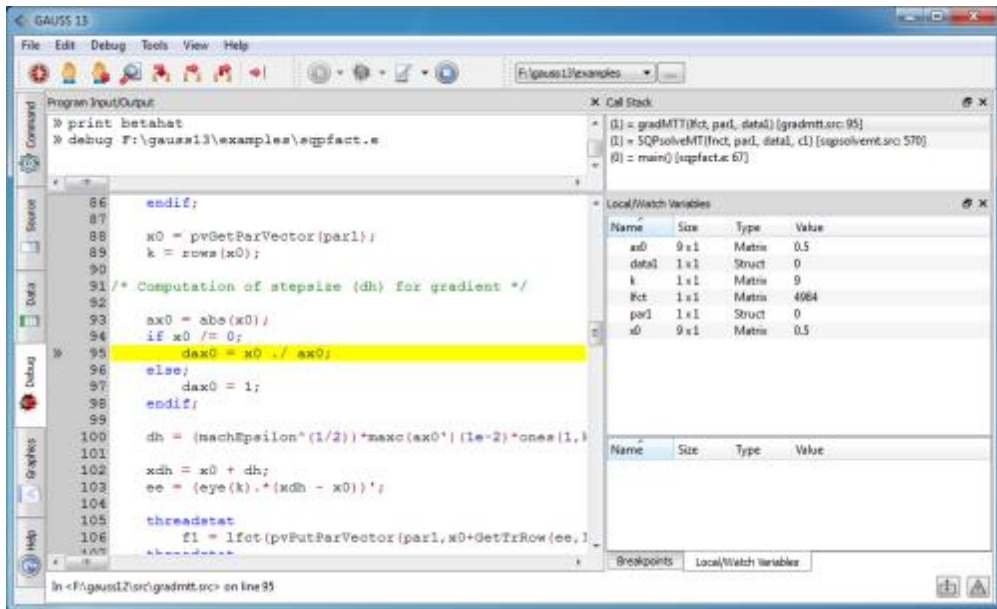 GAUSS 13
File Edit Debug Tools View Help
F:\gauss13\examples
Program Input/Output
» print betahat
» debug F:\gauss13\examples\sqpfact.e
Command
Source
Data
Debug
Graphics
Help
86 endif;
87
88 x0 = pvGetParVector(par1);
89 k = rows(x0);
90
91 /* Computation of stepsize (dh) for gradient */
92
93 ax0 = abs(x0);
94 if x0 /= 0;
» 95 dax0 = x0 ./ ax0;
96 else;
97 dax0 = 1;
98 endif;
99
100 dh = (machEpsilon^(1/2))*maxc(ax0'|(1e-2)*ones(1,
101
102 xdh = x0 + dh;
103 ee = (eye(k).*(xdh - x0))';
104
105 threadstat
106 f1 = lfct(pvPutParVector(par1,x0+GetTrRow(ee,
107 threadstat
In <F:\gauss12\src\gradmtt.src> on line 95
Call Stack
(1) = gradMTT(lfct, par1, data1) [gradmtt.src: 95]
(1) = SQPsolveMT(fnct, par1, data1, c1) [sqpsolvemt.src: 570]
(0) = main() [sqpfact.e: 67]
Local/Watch Variables
Name Size Type Value
ax0 9 x 1 Matrix 0.5
data1 1 x 1 Struct 0
k 1 x 1 Matrix 9
lfct 1 x 1 Matrix 4984
par1 1 x 1 Struct 0
x0 9 x 1 Matrix 0.5
Name Size Type Value
Breakpoints Local/Watch Variables